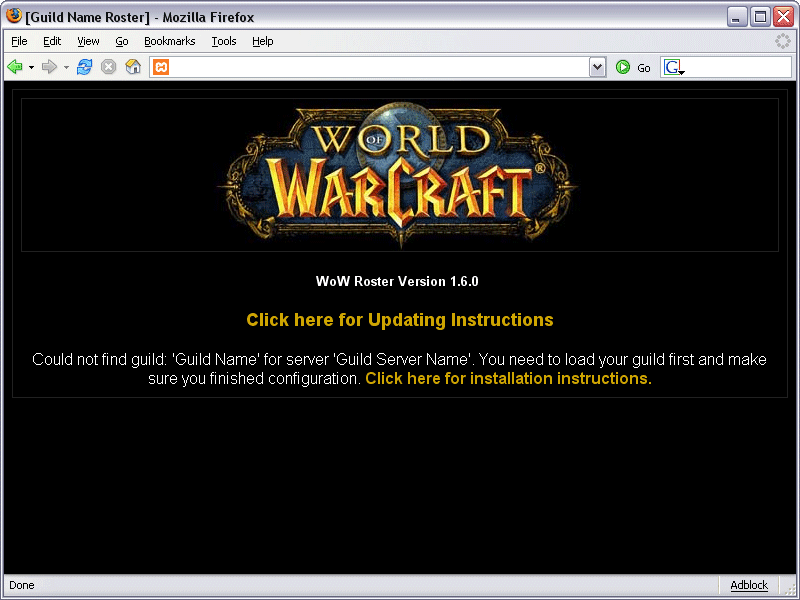 [Guild Name Roster] - Mozilla Firefox
File Edit View Go Bookmarks Tools Help
Go G
WORLD
OF
WARCRAFT®
WoW Roster Version 1.6.0
Click here for Updating Instructions
Could not find guild: 'Guild Name' for server 'Guild Server Name'. You need to load your guild first and make
sure you finished configuration. Click here for installation instructions.
Done Adblock